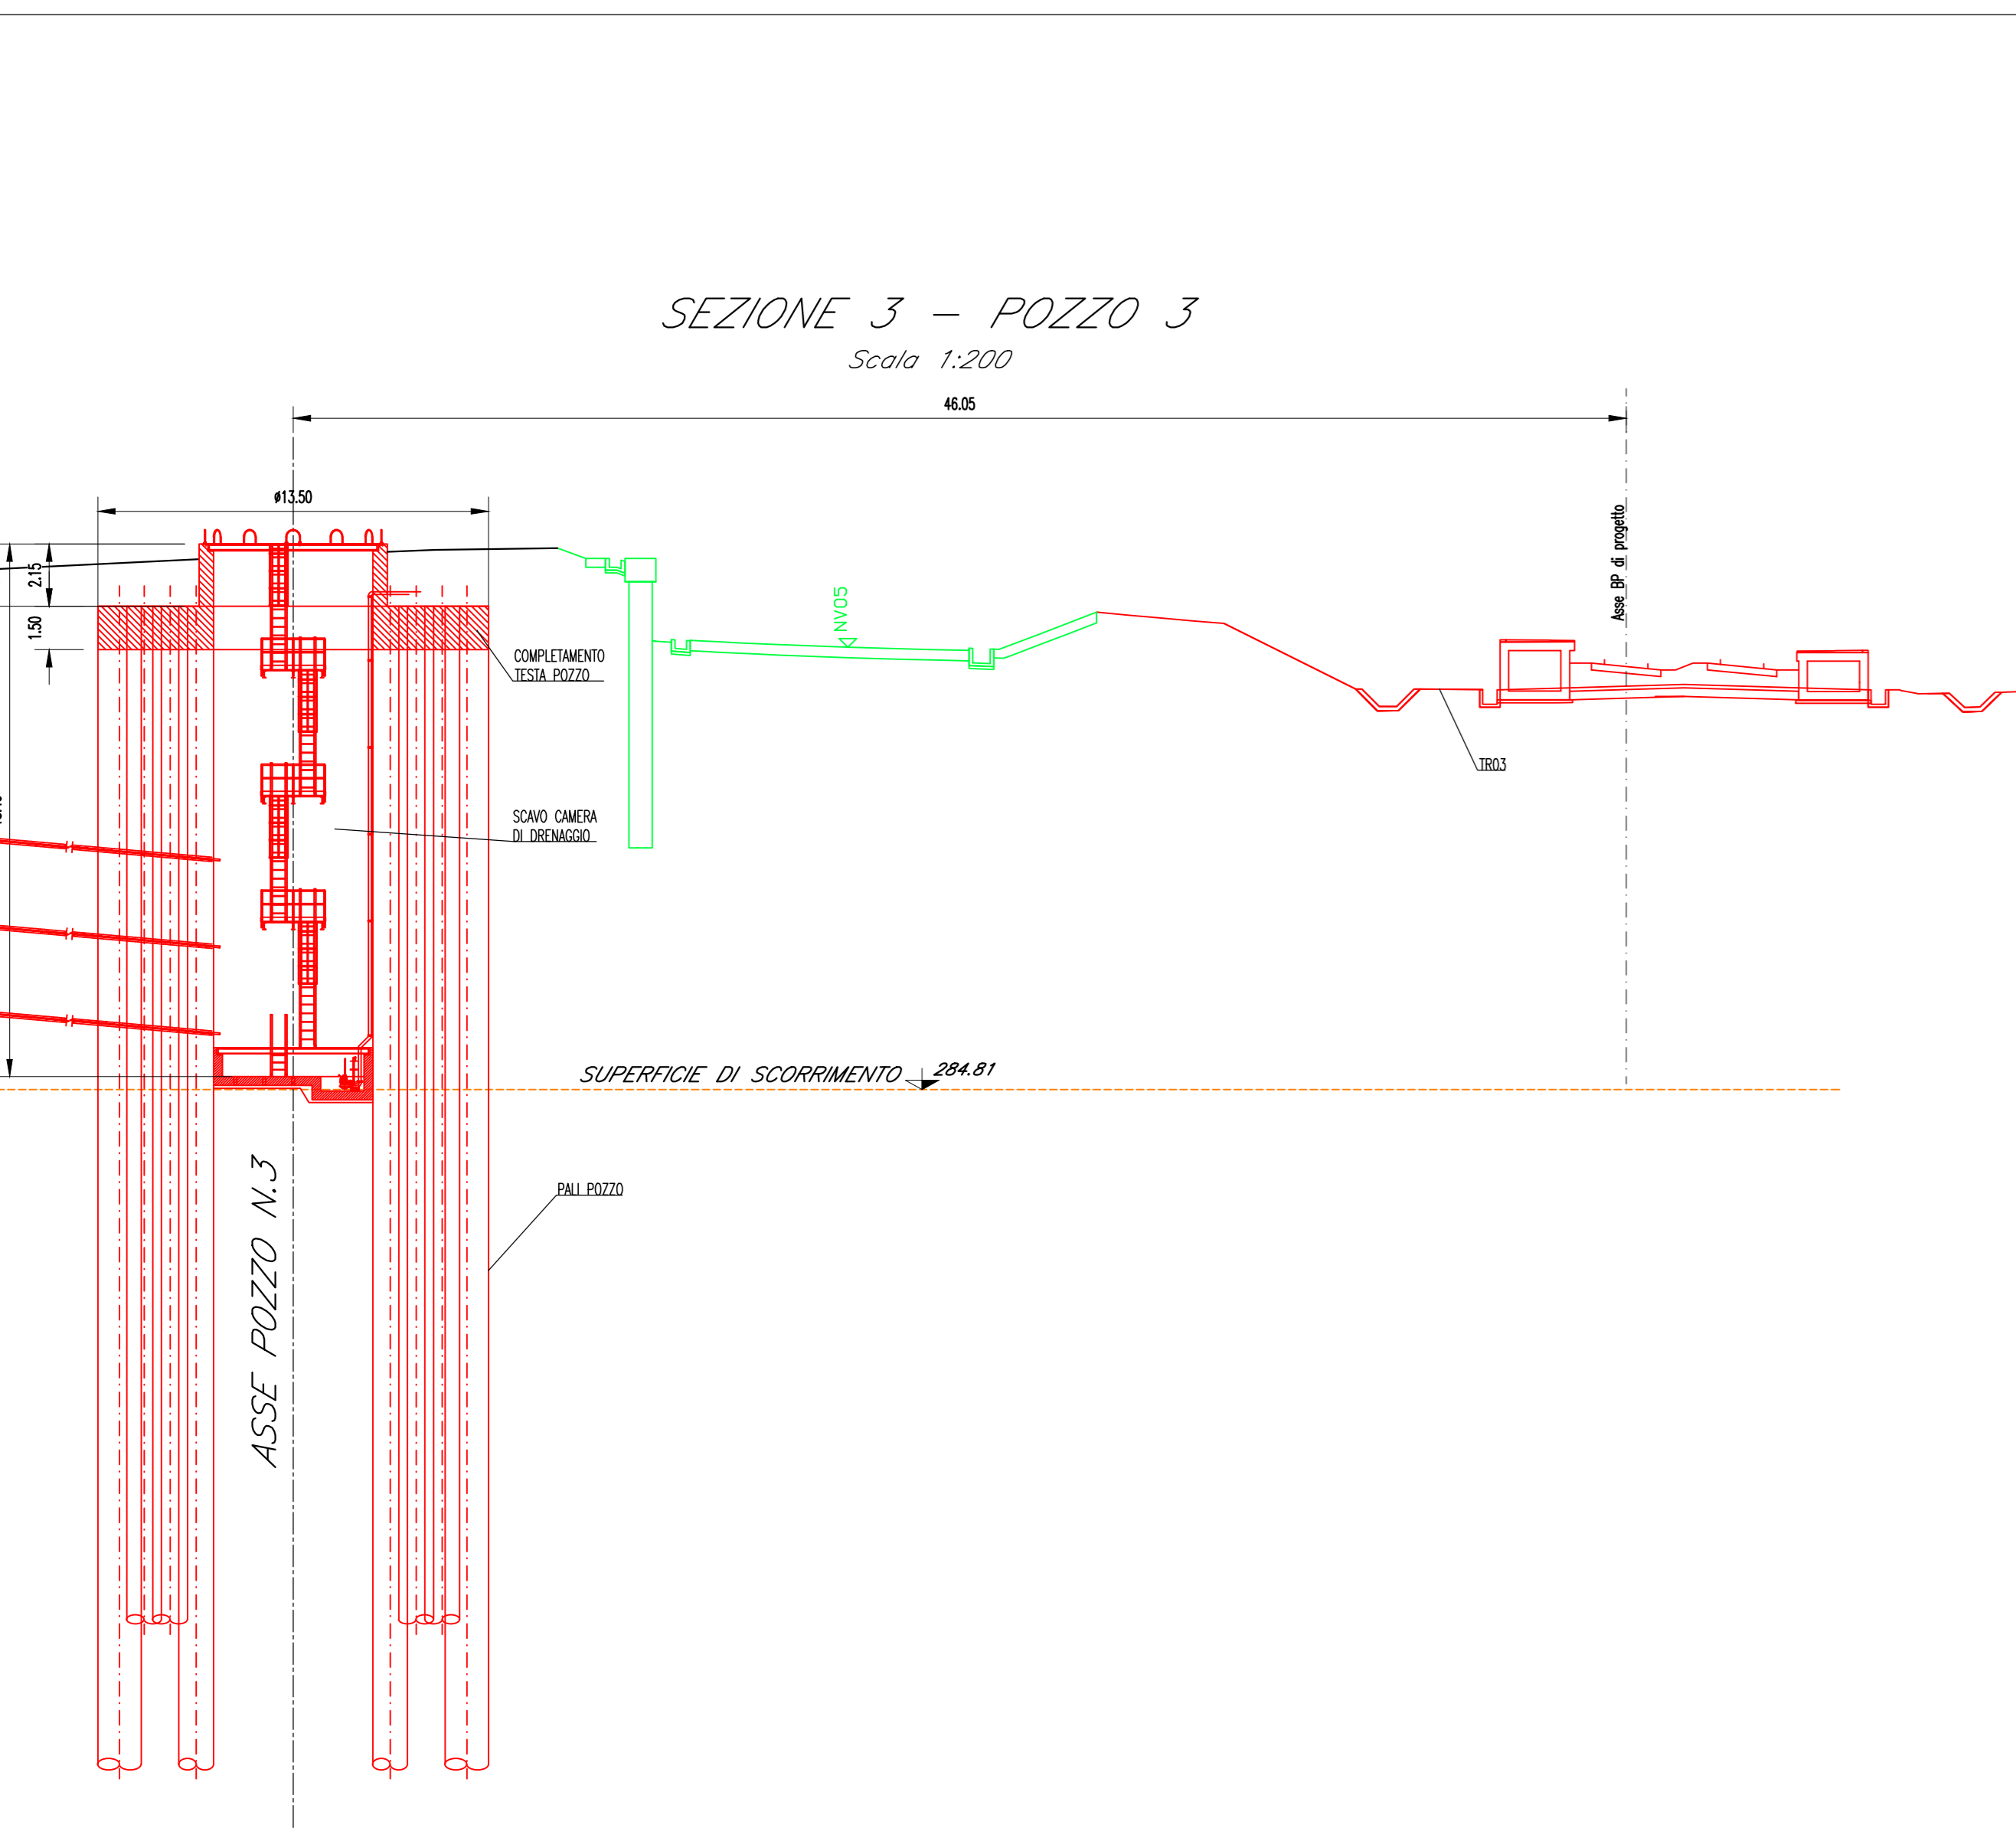 SEZIONE 3 - POZZO 3
Scala 1:200
46.05
Ø13.50
Asse BP di progetto
2.15
1.50
NV05
COMPLETAMENTO
TESTA POZZO
TR03
SCAVO CAMERA
DI DRENAGGIO
SUPERFICIE DI SCORRIMENTO 284.81
PALI POZZO
ASSE POZZO N.3